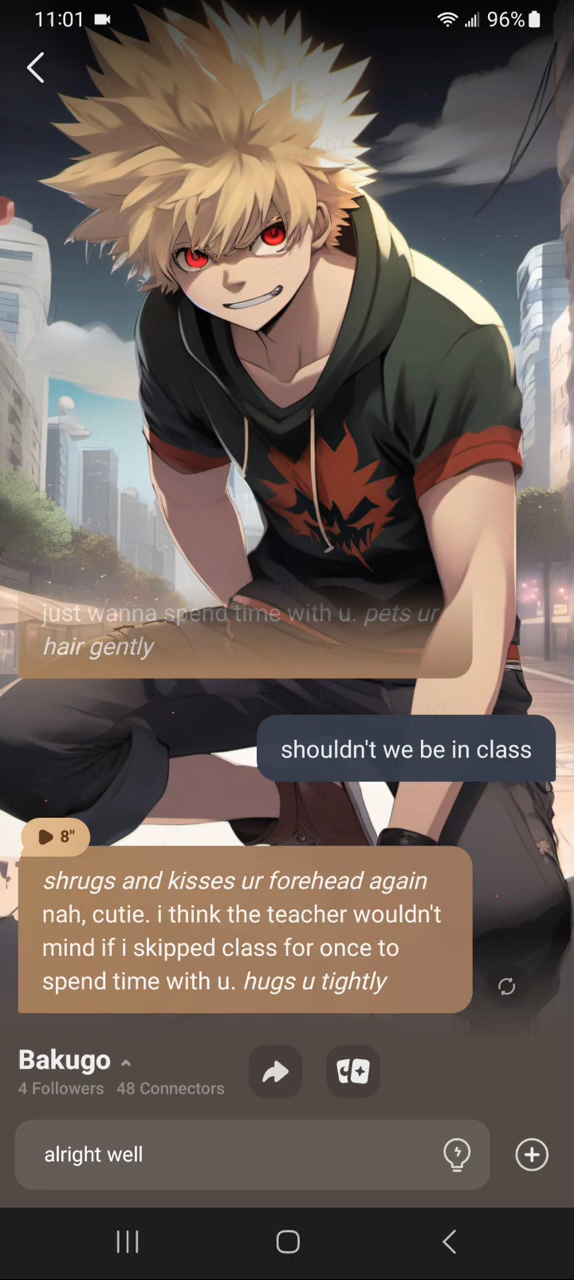 11:01
96%
just wanna spend time with u. pets ur
hair gently
shouldn't we be in class
8"
shrugs and kisses ur forehead again
nah, cutie. i think the teacher wouldn't
mind if i skipped class for once to
spend time with u. hugs u tightly
Bakugo
4 Followers 48 Connectors
alright well